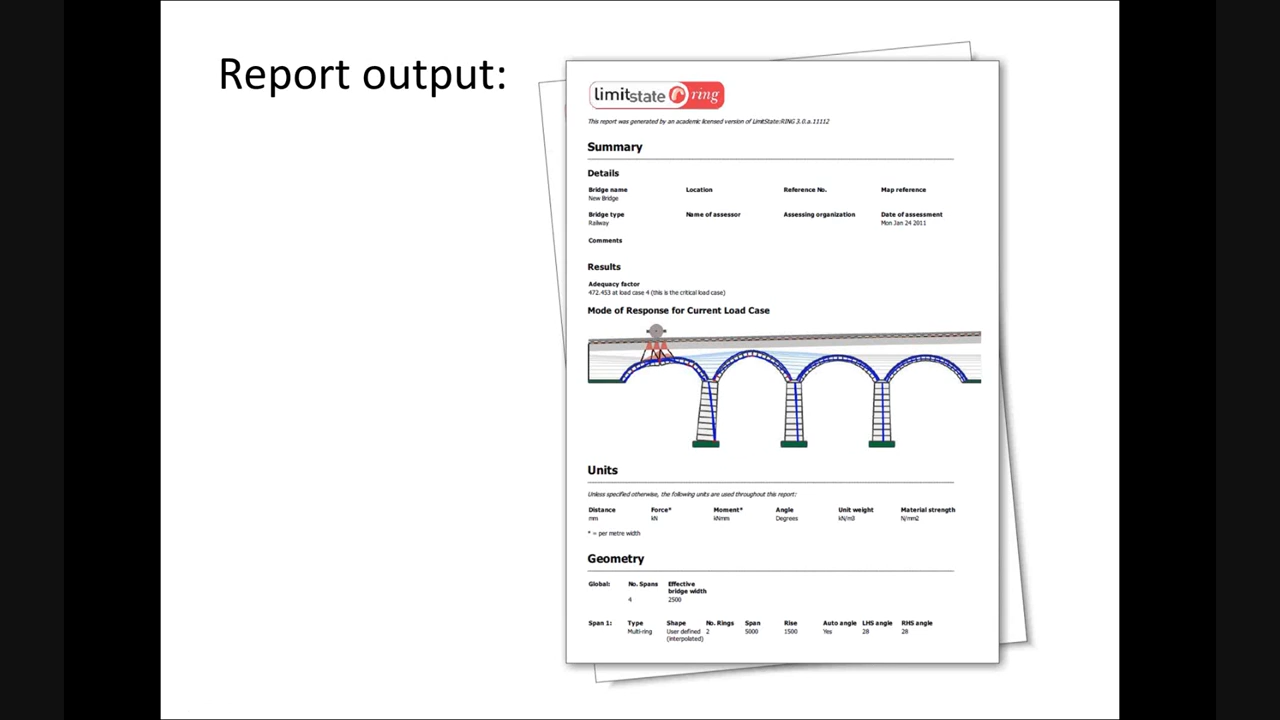 Report output:
limitstate ring
This report was generated by an academic licensed version of LimitState:RING 3.0.a.11112
Summary
Details
Bridge name Location Reference No. Map reference
New Bridge
Bridge type Name of assessor Assessing organization Date of assessment
Railway Mon Jan 24 2011
Comments
Results
Adequacy factor
472.453 at load case 4 (this is the critical load case)
Mode of Response for Current Load Case
Units
Unless specified otherwise, the following units are used throughout this report:
Distance Force* Moment* Angle Unit weight Material strength
mm kN kNmm Degrees kN/m3 N/mm2
* = per metre width
Geometry
Global: No. Spans Effective
bridge width
4 2500
Span 1: Type Shape No. Rings Span Rise Auto angle LHS angle RHS angle
Multi-ring User defined 2 5000 1500 Yes 28 28
(interpolated)